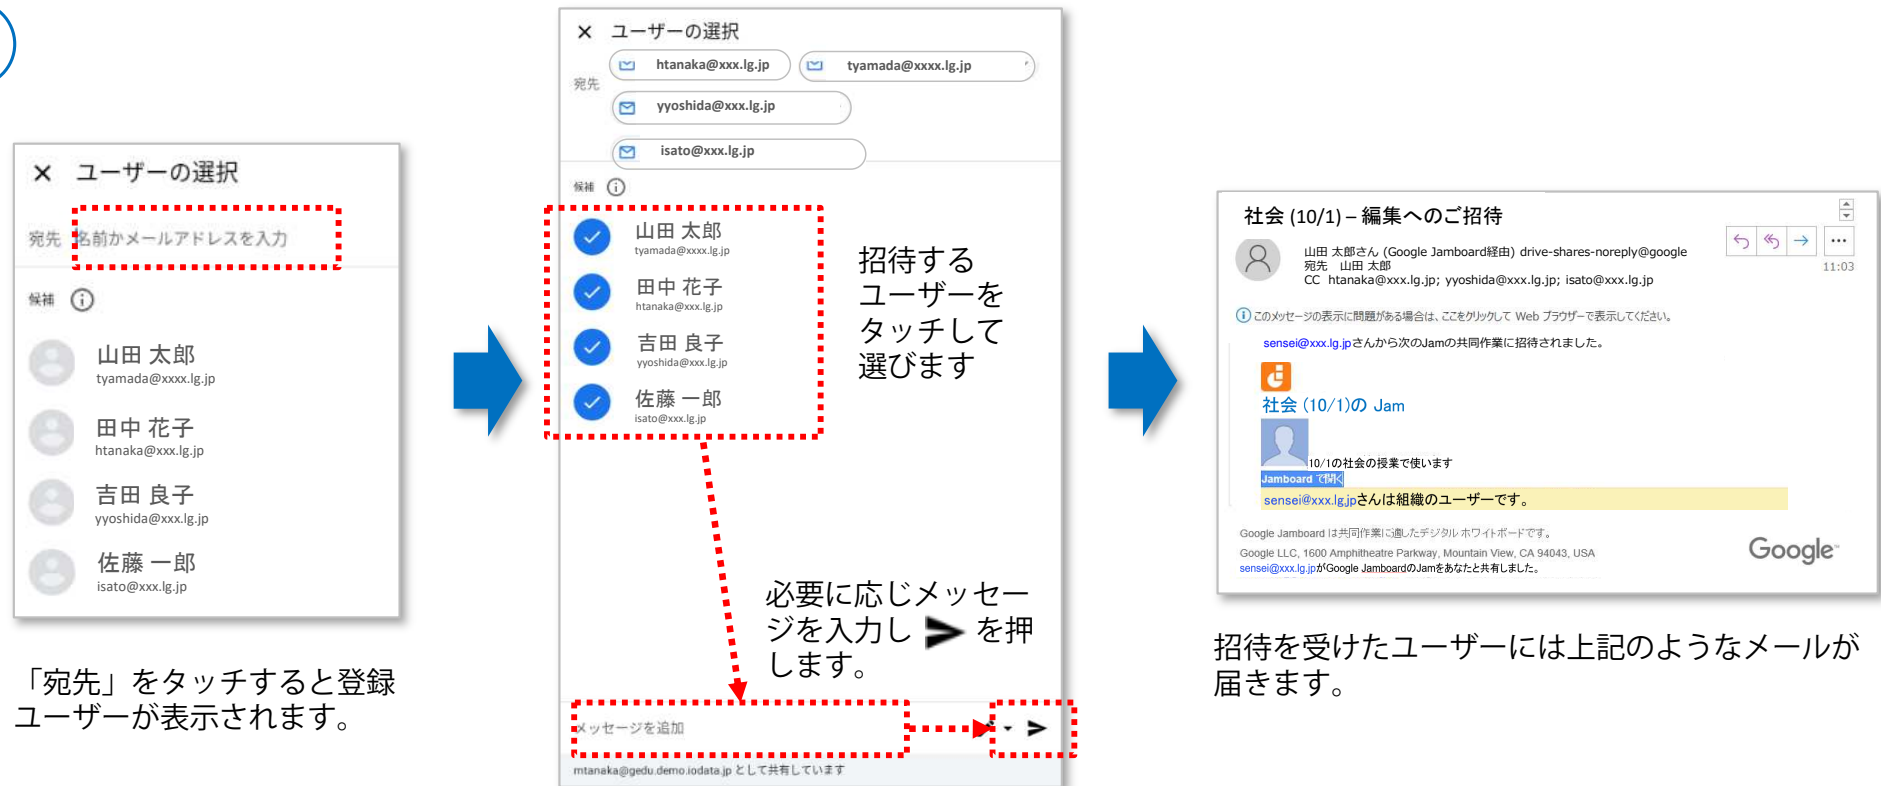 × ユーザーの選択
宛先 名前かメールアドレスを入力
候補
山田 太郎
tyamada@xxxx.lg.jp
田中 花子
htanaka@xxx.lg.jp
吉田 良子
yyoshida@xxx.lg.jp
佐藤 一郎
isato@xxx.lg.jp
「宛先」をタッチすると登録
ユーザーが表示されます。
× ユーザーの選択
宛先
htanaka@xxx.lg.jp
tyamada@xxxx.lg.jp
yyoshida@xxx.lg.jp
isato@xxx.lg.jp
候補
山田 太郎
tyamada@xxx.lg.jp
田中 花子
htanaka@xxx.lg.jp
吉田 良子
yyoshida@xxx.lg.jp
佐藤 一郎
isato@xxx.lg.jp
招待する
ユーザーを
タッチして
選びます
必要に応じメッセー
ジを入力し を押
します。
メッセージを追加
mtanaka@gedu.demo.iodata.jp として共有しています
社会 (10/1) – 編集へのご招待
山田 太郎さん (Google Jamboard経由) drive-shares-noreply@google
宛先 山田 太郎
CC htanaka@xxx.lg.jp; yyoshida@xxx.lg.jp; isato@xxx.lg.jp
11:03
このメッセージの表示に問題がある場合は、ここをクリックして Web ブラウザーで表示してください。
sensei@xxx.lg.jpさんから次のJamの共同作業に招待されました。
社会 (10/1)の Jam
10/1の社会の授業で使います
Jamboard で開く
sensei@xxx.lg.jpさんは組織のユーザーです。
Google Jamboard は共同作業に適したデジタル ホワイトボードです。
Google LLC, 1600 Amphitheatre Parkway, Mountain View, CA 94043, USA
sensei@xxx.lg.jpがGoogle JamboardのJamをあなたと共有しました。
Google
招待を受けたユーザーには上記のようなメールが
届きます。